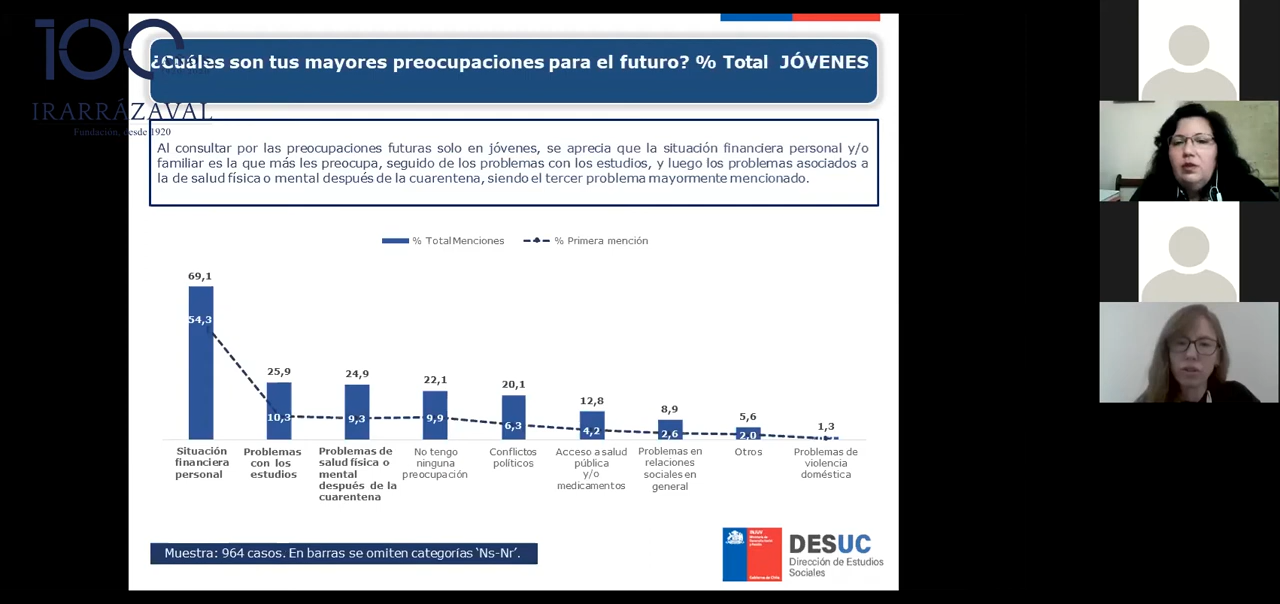 100
IRARRÁZAVAL
Fundación, desde 1920
¿Cuáles son tus mayores preocupaciones para el futuro? % Total JÓVENES
Al consultar por las preocupaciones futuras solo en jóvenes, se aprecia que la situación financiera personal y/o
familiar es la que más les preocupa, seguido de los problemas con los estudios, y luego los problemas asociados a
la de salud física o mental después de la cuarentena, siendo el tercer problema mayormente mencionado.
% Total Menciones
% Primera mención
69,1
54,3
25,9
10,3
24,9
9,3
22,1
9,9
20,1
6,3
12,8
4,2
8,9
2,6
5,6
2,0
1,3
Situación
financiera
personal
Problemas
con los
estudios
Problemas de
salud física o
mental
después de la
cuarentena
No tengo
ninguna
preocupación
Conflictos
políticos
Acceso a salud
pública
y/o
medicamentos
Problemas en
relaciones
sociales en
general
Otros
Problemas de
violencia
doméstica
Muestra: 964 casos. En barras se omiten categorías ‘Ns-Nr’.
DESUC
Dirección de Estudios
Sociales